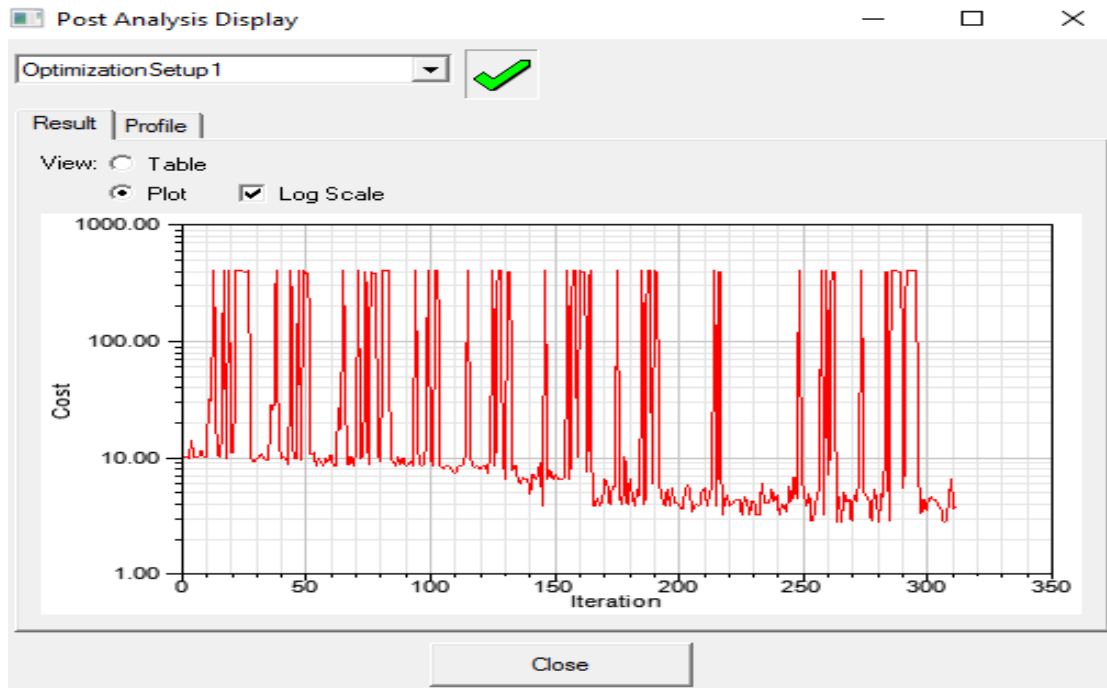 Post Analysis Display
OptimizationSetup1
Result Profile
View: Table
Plot Log Scale
1000.00
100.00
Cost
10.00
1.00
0 50 100 150 200 250 300 350
Iteration
Close